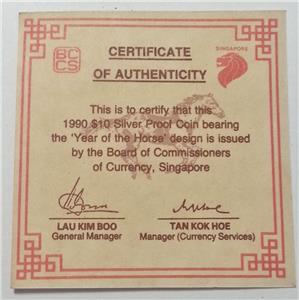 BC
CS
SINGAPORE
CERTIFICATE
OF AUTHENTICITY
This is to certify that this
1990 $10 Silver Proof Coin bearing
the 'Year of the Horse' design is issued
by the Board of Commissioners
of Currency, Singapore
LAU KIM BOO
General Manager
TAN KOK HOE
Manager (Currency Services)